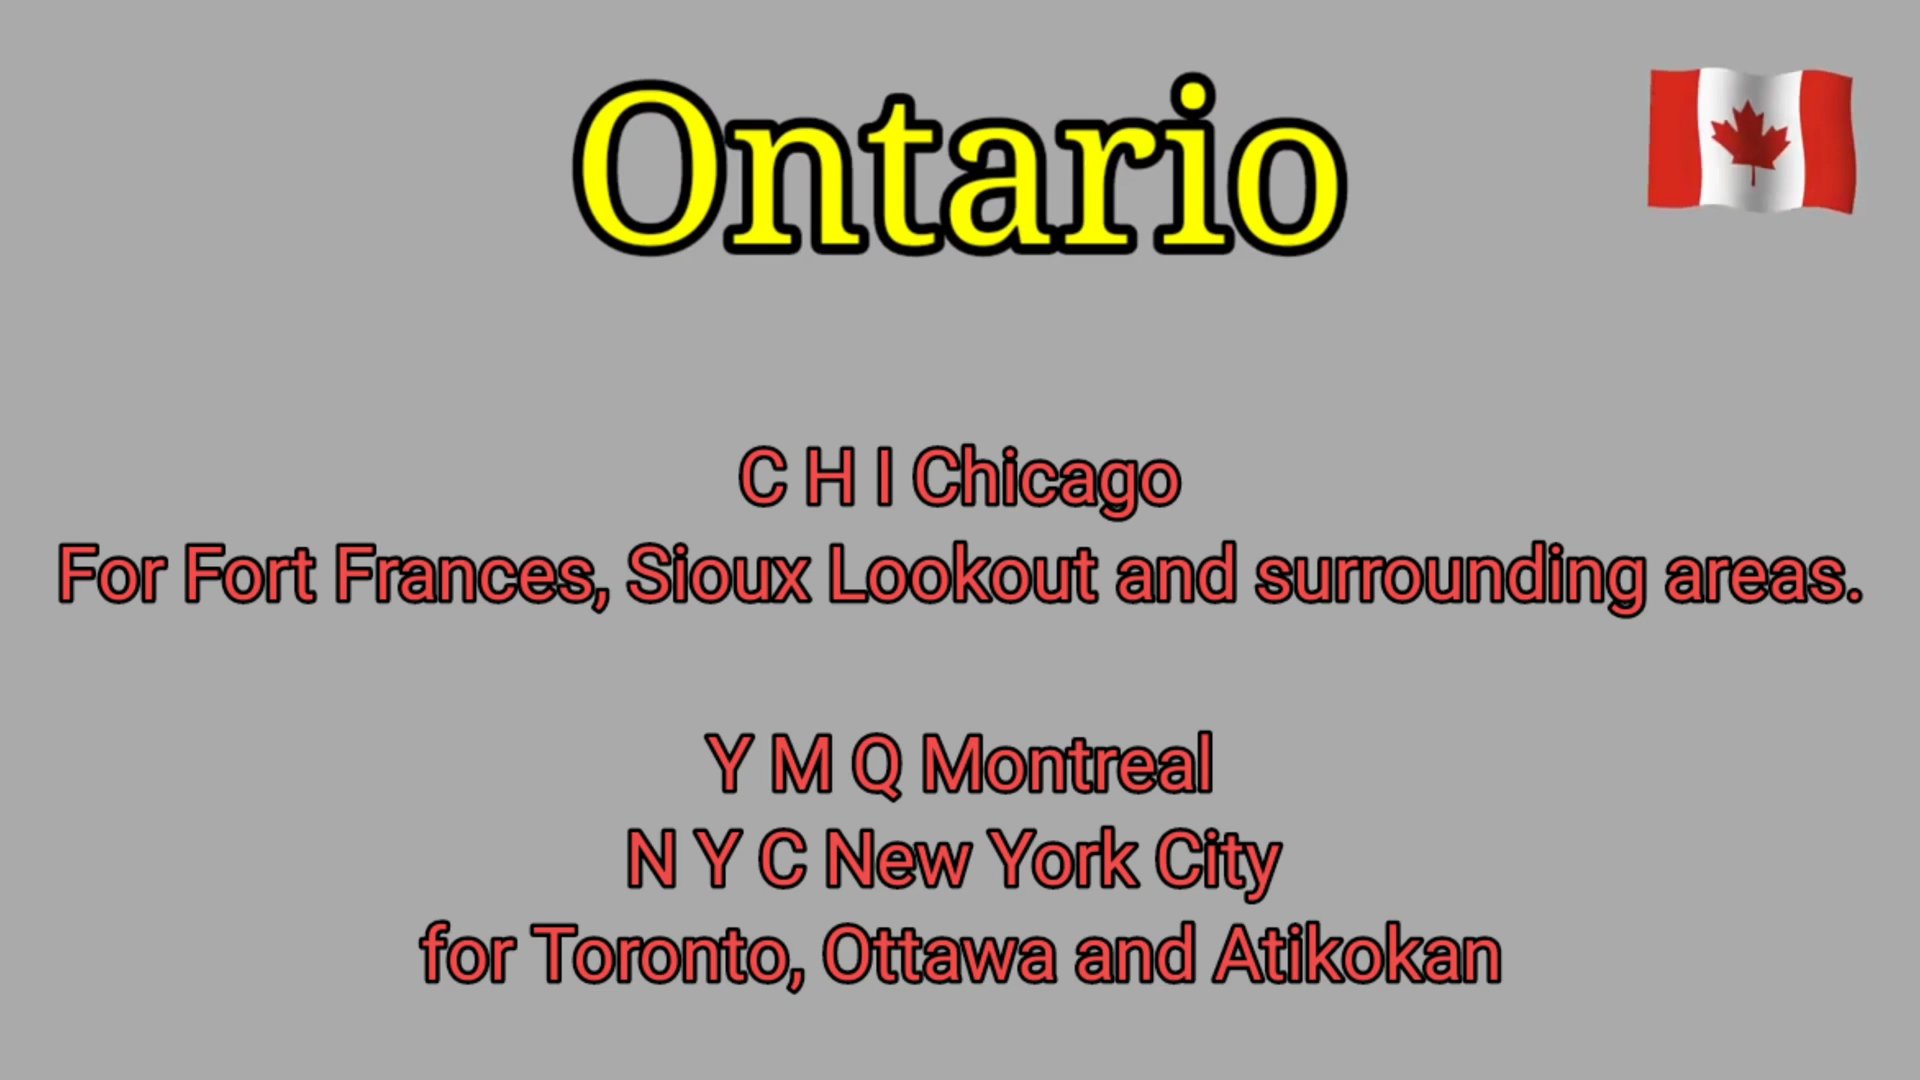 Ontario
C H I Chicago
For Fort Frances, Sioux Lookout and surrounding areas.
Y M Q Montreal
N Y C New York City
for Toronto, Ottawa and Atikokan